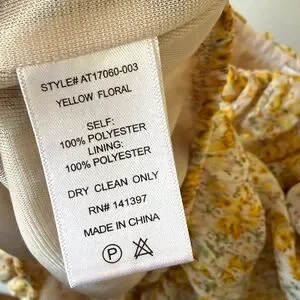 STYLE# AT17060-003
YELLOW FLORAL
SELF:
100% POLYESTER
LINING:
100% POLYESTER
DRY CLEAN ONLY
RN# 141397
MADE IN CHINA
P